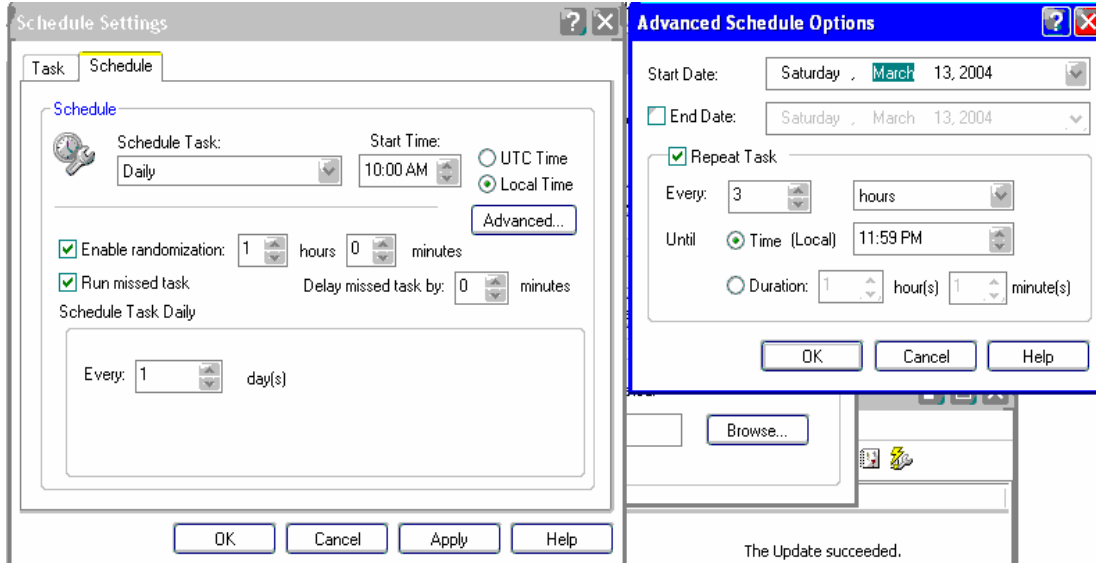 Schedule Settings
Task Schedule
Schedule
Schedule Task:
Start Time:
Daily
10:00 AM
UTC Time
Local Time
Advanced...
Enable randomization: 1 hours 0 minutes
Run missed task
Delay missed task by: 0 minutes
Schedule Task Daily
Every: 1 day(s)
OK Cancel Apply Help
Advanced Schedule Options
Start Date: Saturday , March 13, 2004
End Date: Saturday , March 13, 2004
Repeat Task
Every: 3 hours
Until Time (Local) 11:59 PM
Duration: 1 hour(s) 1 minute(s)
OK Cancel Help
Browse...
The Update succeeded.